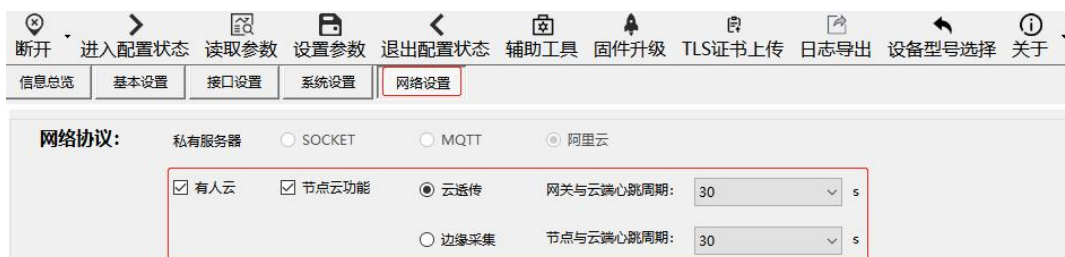 断开 进入配置状态 读取参数 设置参数 退出配置状态 辅助工具 固件升级 TLS证书上传 日志导出 设备型号选择 关于
信息总览 基本设置 接口设置 系统设置 网络设置
网络协议： 私有服务器 SOCKET MQTT 阿里云
有人云 节点云功能 云透传 网关与云端心跳周期： 30 s
边缘采集 节点与云端心跳周期： 30 s